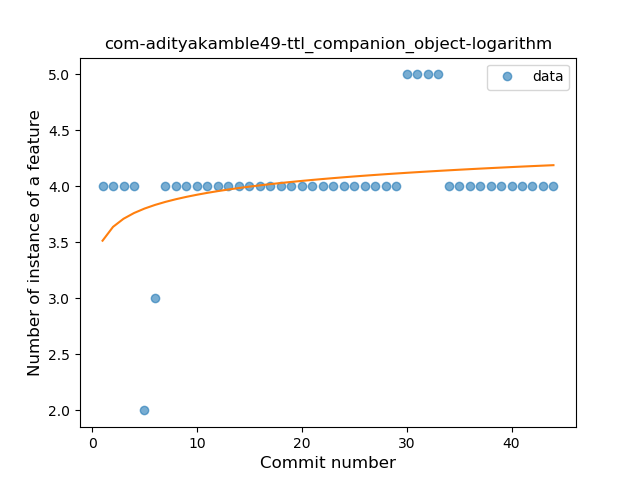 com-adityakamble49-ttl_companion_object-logarithm
data
Number of instance of a feature
5.0
4.5
4.0
3.5
3.0
2.5
2.0
0 10 20 30 40
Commit number